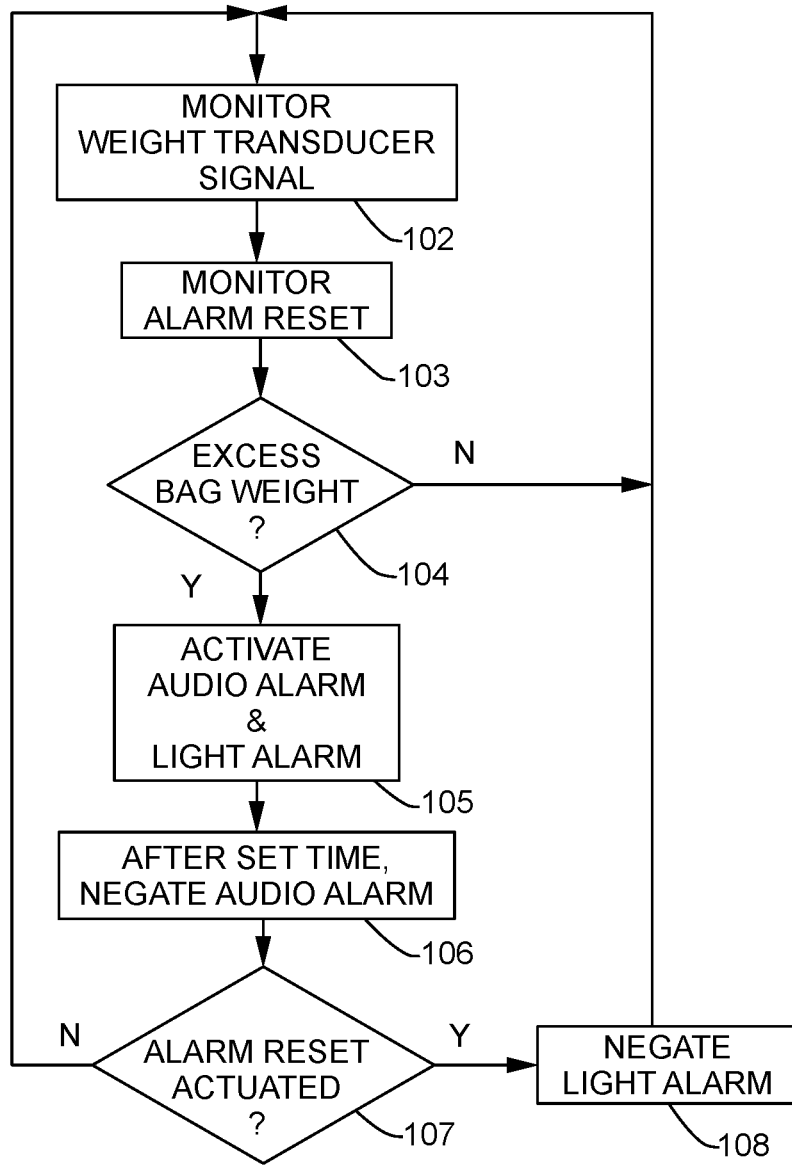 MONITOR
WEIGHT TRANSDUCER
SIGNAL
102
MONITOR
ALARM RESET
103
EXCESS
BAG WEIGHT
?
N
104
Y
ACTIVATE
AUDIO ALARM
&
LIGHT ALARM
105
AFTER SET TIME,
NEGATE AUDIO ALARM
106
N
ALARM RESET
ACTUATED
?
Y
107
NEGATE
LIGHT ALARM
108